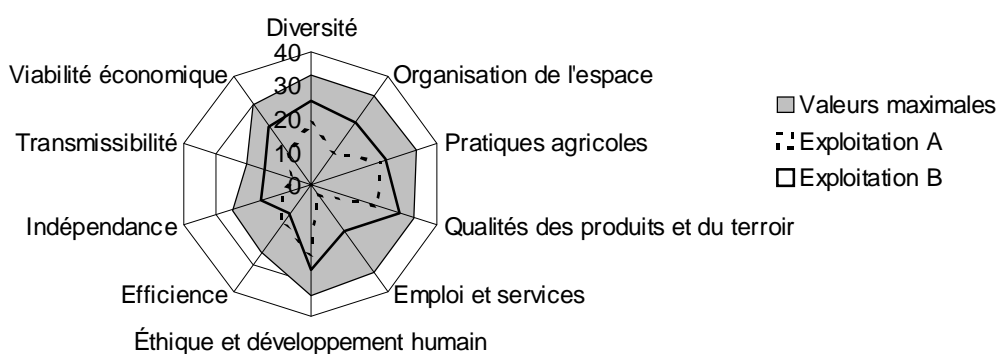 Diversité
40
30
20
10
0
Organisation de l'espace
Pratiques agricoles
Qualités des produits et du terroir
Emploi et services
Éthique et développement humain
Efficience
Indépendance
Transmissibilité
Viabilité économique
Valeurs maximales
Exploitation A
Exploitation B